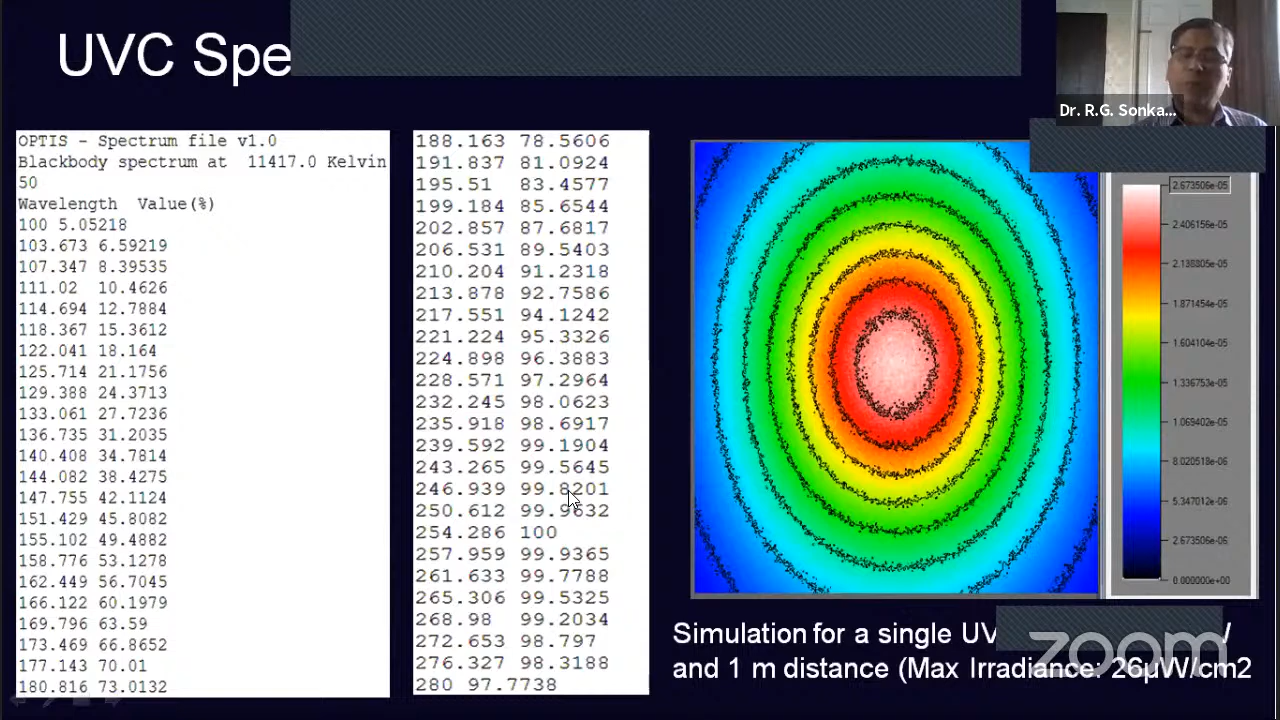 UVC Spe
Dr. R.G. Sonka...
OPTIS - Spectrum file v1.0
Blackbody spectrum at 11417.0 Kelvin
50
Wavelength Value(%)
100 5.05218
103.673 6.59219
107.347 8.39535
111.02 10.4626
114.694 12.7884
118.367 15.3612
122.041 18.164
125.714 21.1756
129.388 24.3713
133.061 27.7236
136.735 31.2035
140.408 34.7814
144.082 38.4275
147.755 42.1124
151.429 45.8082
155.102 49.4882
158.776 53.1278
162.449 56.7045
166.122 60.1979
169.796 63.59
173.469 66.8652
177.143 70.01
180.816 73.0132
188.163 78.5606
191.837 81.0924
195.51 83.4577
199.184 85.6544
202.857 87.6817
206.531 89.5403
210.204 91.2318
213.878 92.7586
217.551 94.1242
221.224 95.3326
224.898 96.3883
228.571 97.2964
232.245 98.0623
235.918 98.6917
239.592 99.1904
243.265 99.5645
246.939 99.8201
250.612 99.9632
254.286 100
257.959 99.9365
261.633 99.7788
265.306 99.5325
268.98 99.2034
272.653 98.797
276.327 98.3188
280 97.7738
2.673506e-05
2.406156e-05
2.138805e-05
1.871454e-05
1.604104e-05
1.336753e-05
1.069402e-05
8.020518e-06
5.347012e-06
2.673506e-06
0.000000e+00
Simulation for a single UV
and 1 m distance (Max Irradiance: 26µW/cm2
zoom